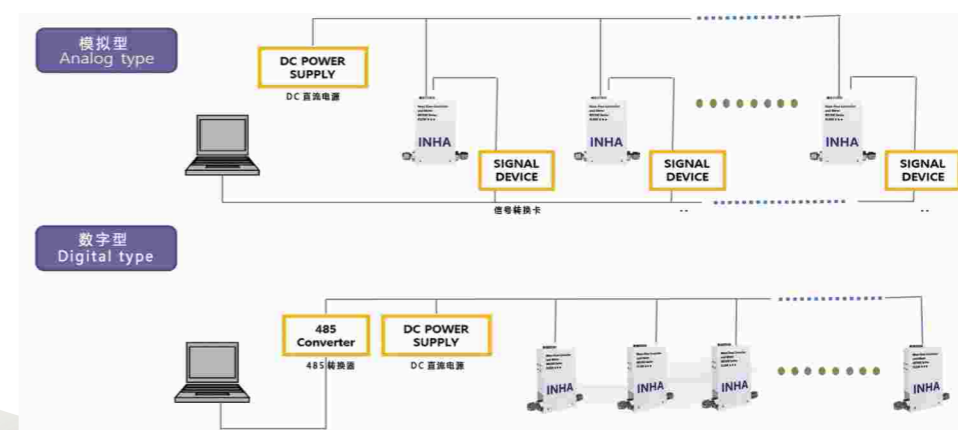 模拟型
Analog type
DC POWER
SUPPLY
DC 直流电源
INHA
INHA
INHA
SIGNAL
DEVICE
SIGNAL
DEVICE
SIGNAL
DEVICE
信号转换卡
--
--
数字型
Digital type
485
Converter
DC POWER
SUPPLY
485 转换器
DC 直流电源
INHA
INHA
INHA
INHA